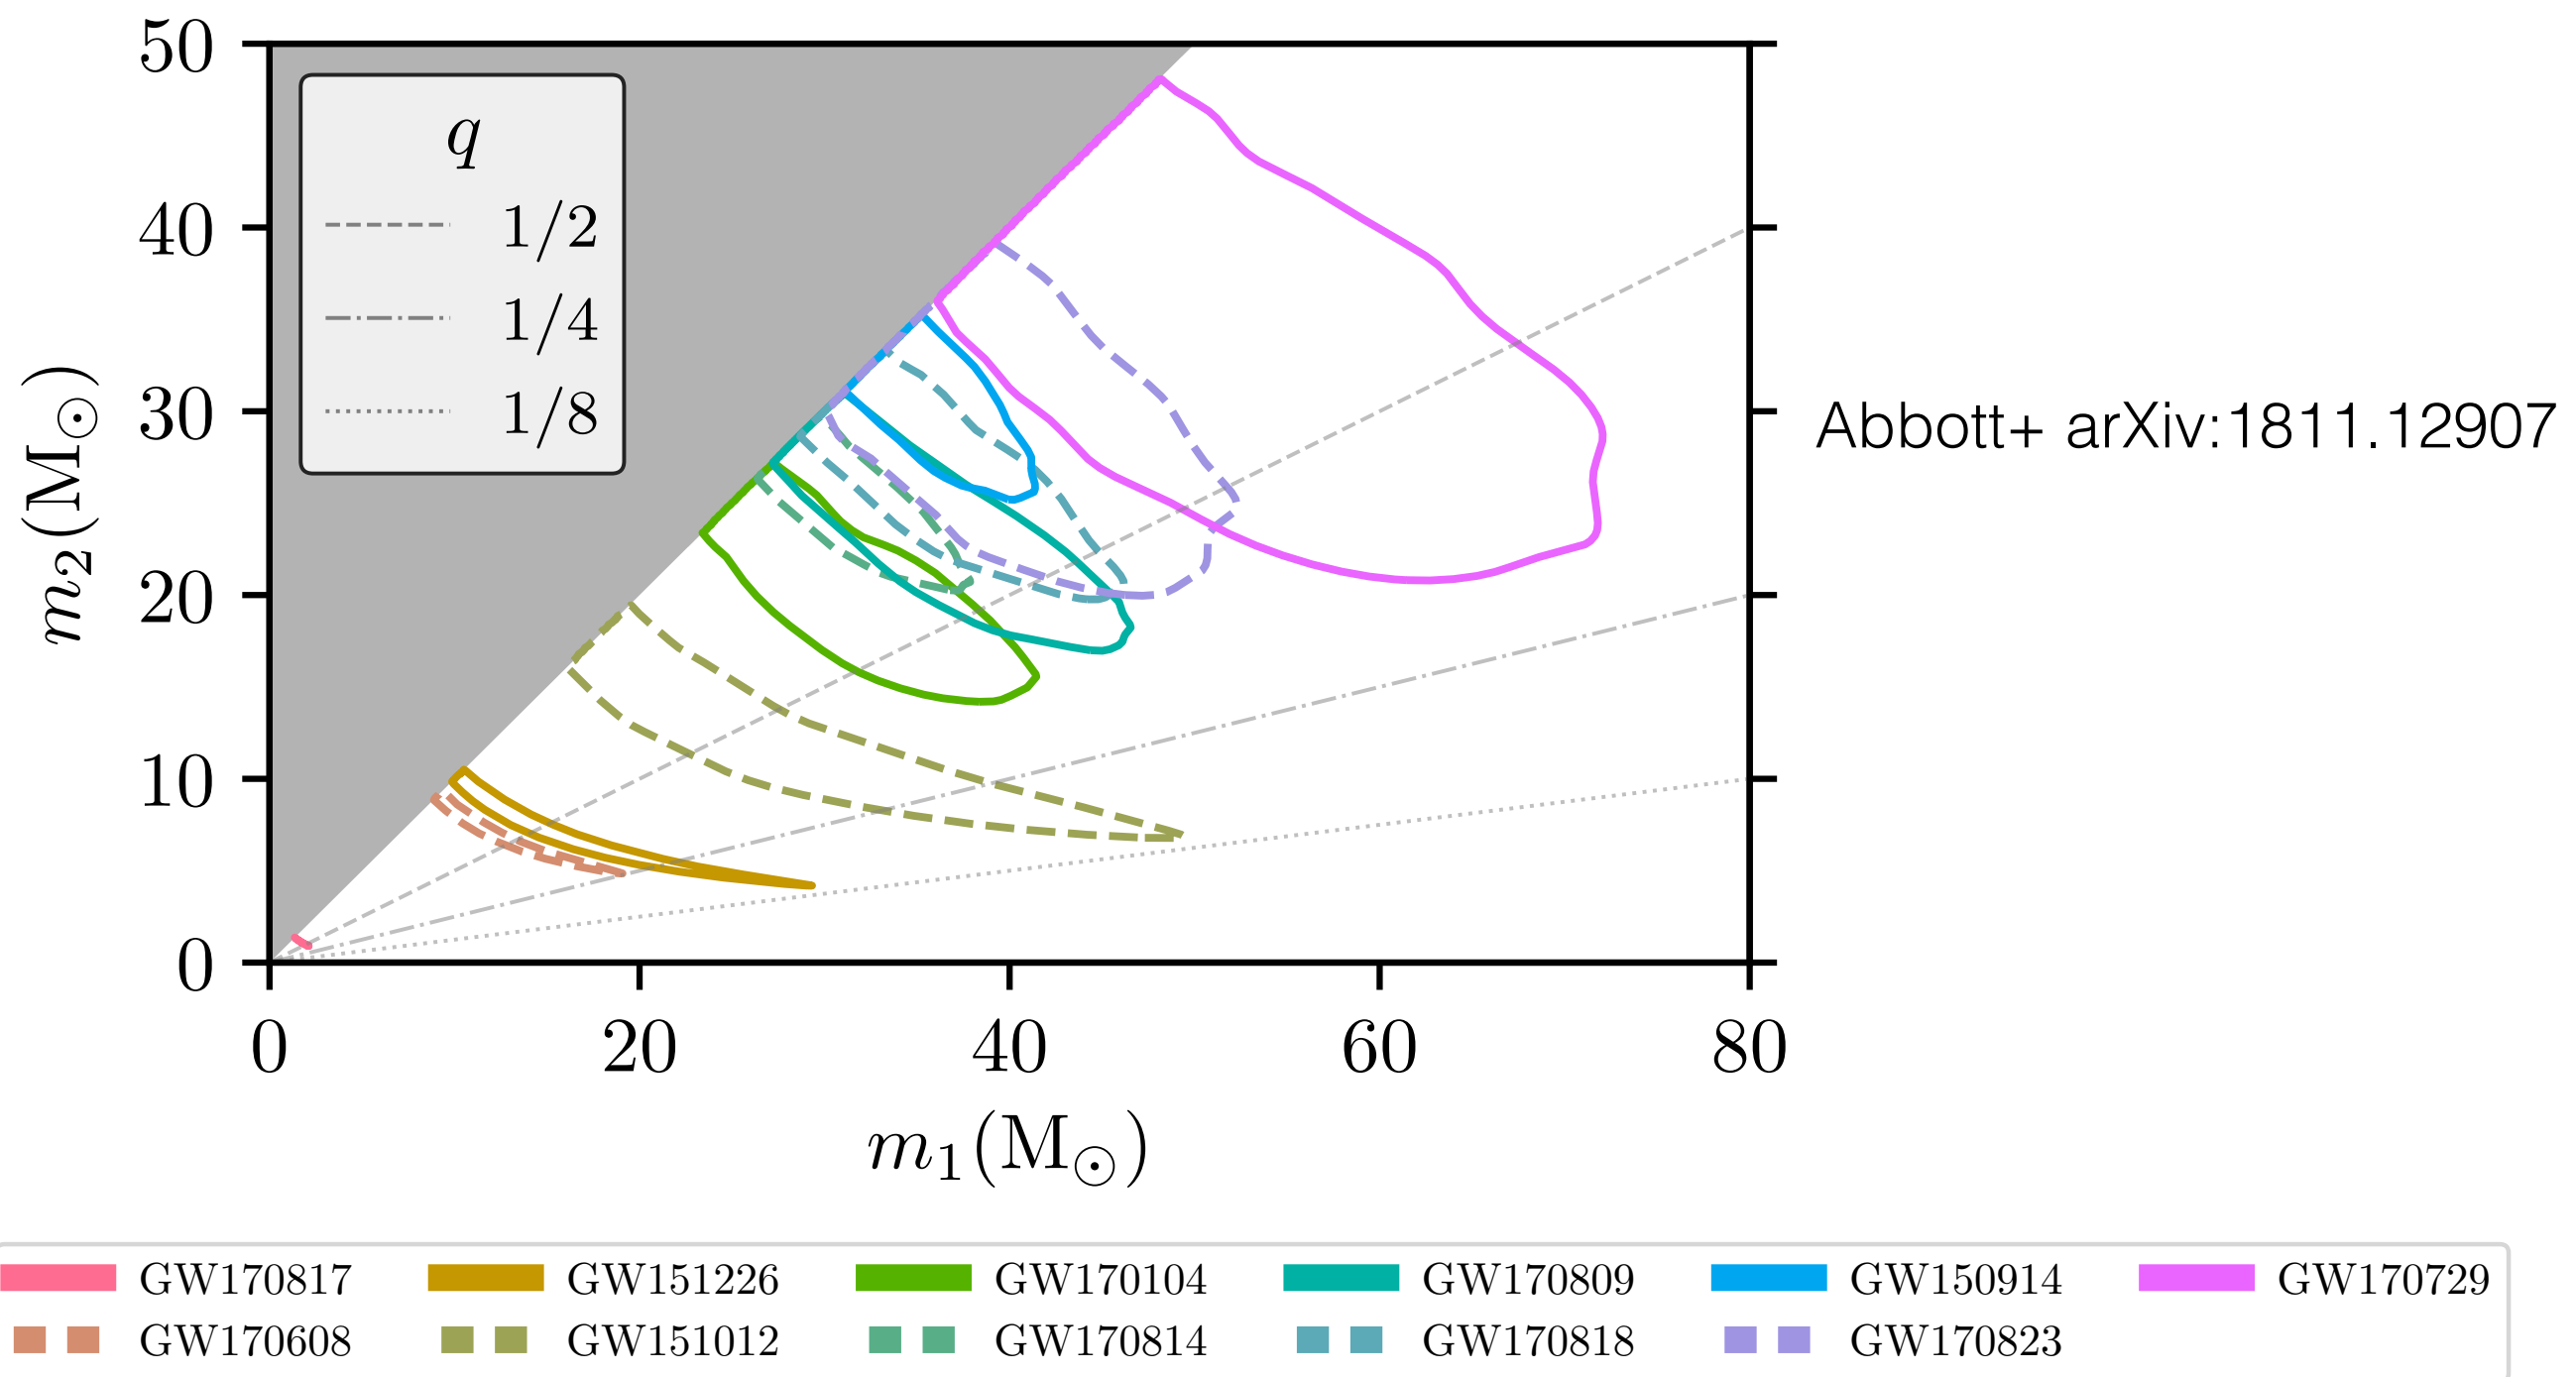 50
40
30
20
10
0
m₂(M⊙)
q
1/2
1/4
1/8
Abbott+ arXiv:1811.12907
0 20 40 60 80
m₁(M⊙)
GW170817 GW151226 GW170104 GW170809 GW150914 GW170729
GW170608 GW151012 GW170814 GW170818 GW170823